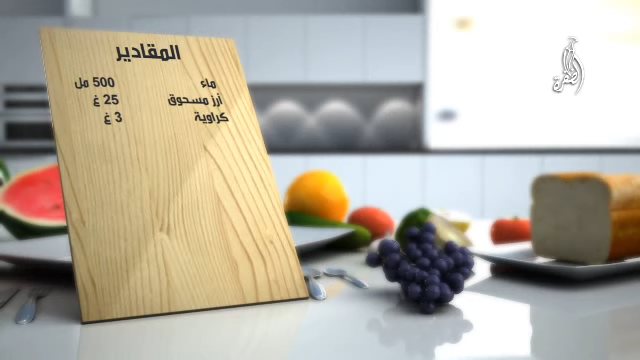 المقادير
ماء 500 مل
أرز مسحوق 25 غ
كراوية 3 غ